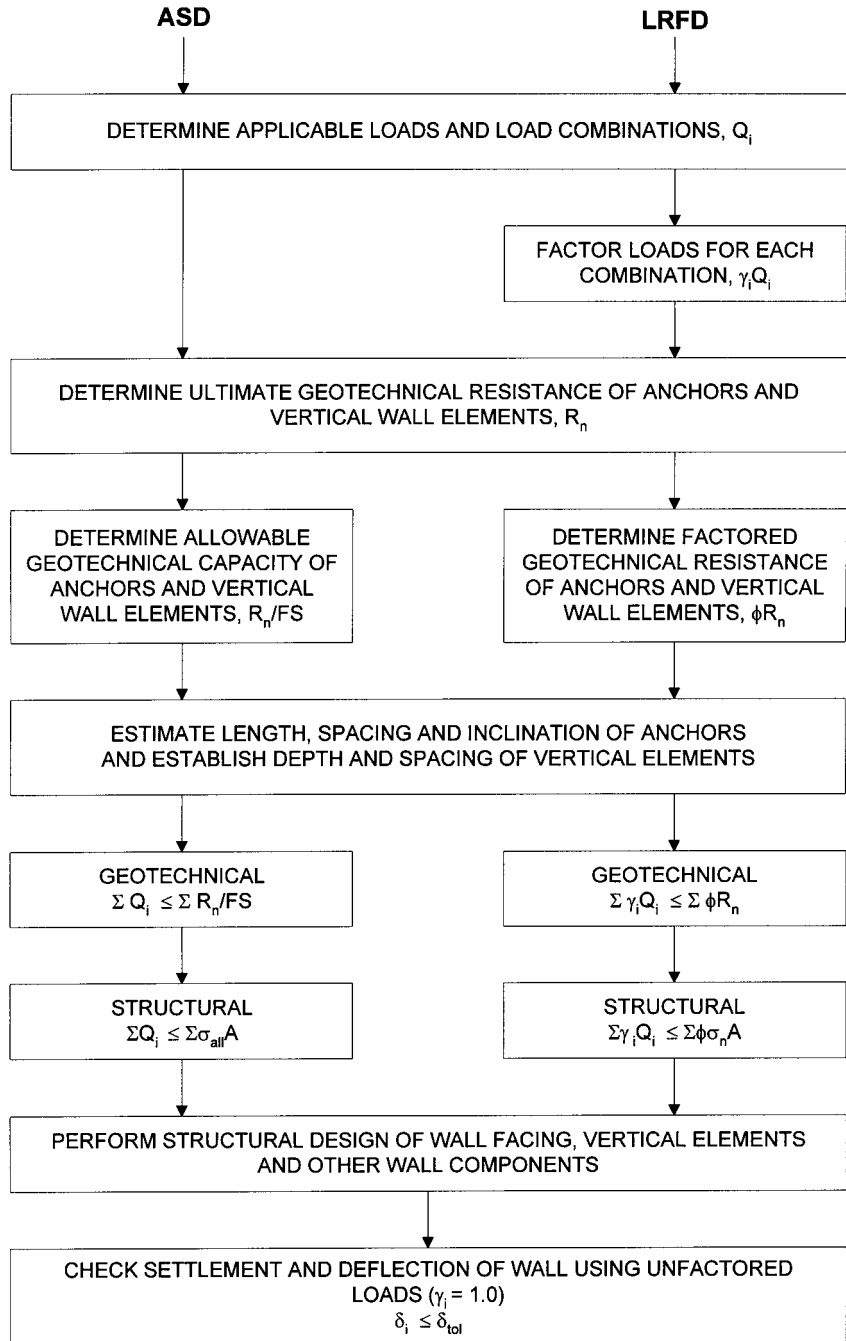 ASD LRFD
DETERMINE APPLICABLE LOADS AND LOAD COMBINATIONS, Qᵢ
FACTOR LOADS FOR EACH
COMBINATION, γᵢQᵢ
DETERMINE ULTIMATE GEOTECHNICAL RESISTANCE OF ANCHORS AND
VERTICAL WALL ELEMENTS, Rₙ
DETERMINE ALLOWABLE
GEOTECHNICAL CAPACITY OF
ANCHORS AND VERTICAL
WALL ELEMENTS, Rₙ/FS
DETERMINE FACTORED
GEOTECHNICAL RESISTANCE
OF ANCHORS AND VERTICAL
WALL ELEMENTS, ϕRₙ
ESTIMATE LENGTH, SPACING AND INCLINATION OF ANCHORS
AND ESTABLISH DEPTH AND SPACING OF VERTICAL ELEMENTS
GEOTECHNICAL
Σ Qᵢ ≤ Σ Rₙ/FS
GEOTECHNICAL
Σ γᵢQᵢ ≤ Σ ϕRₙ
STRUCTURAL
ΣQᵢ ≤ Σσ_all A
STRUCTURAL
Σγᵢ Qᵢ ≤ Σϕσₙ A
PERFORM STRUCTURAL DESIGN OF WALL FACING, VERTICAL ELEMENTS
AND OTHER WALL COMPONENTS
CHECK SETTLEMENT AND DEFLECTION OF WALL USING UNFACTORED
LOADS (γᵢ = 1.0)
δᵢ ≤ δ_tol